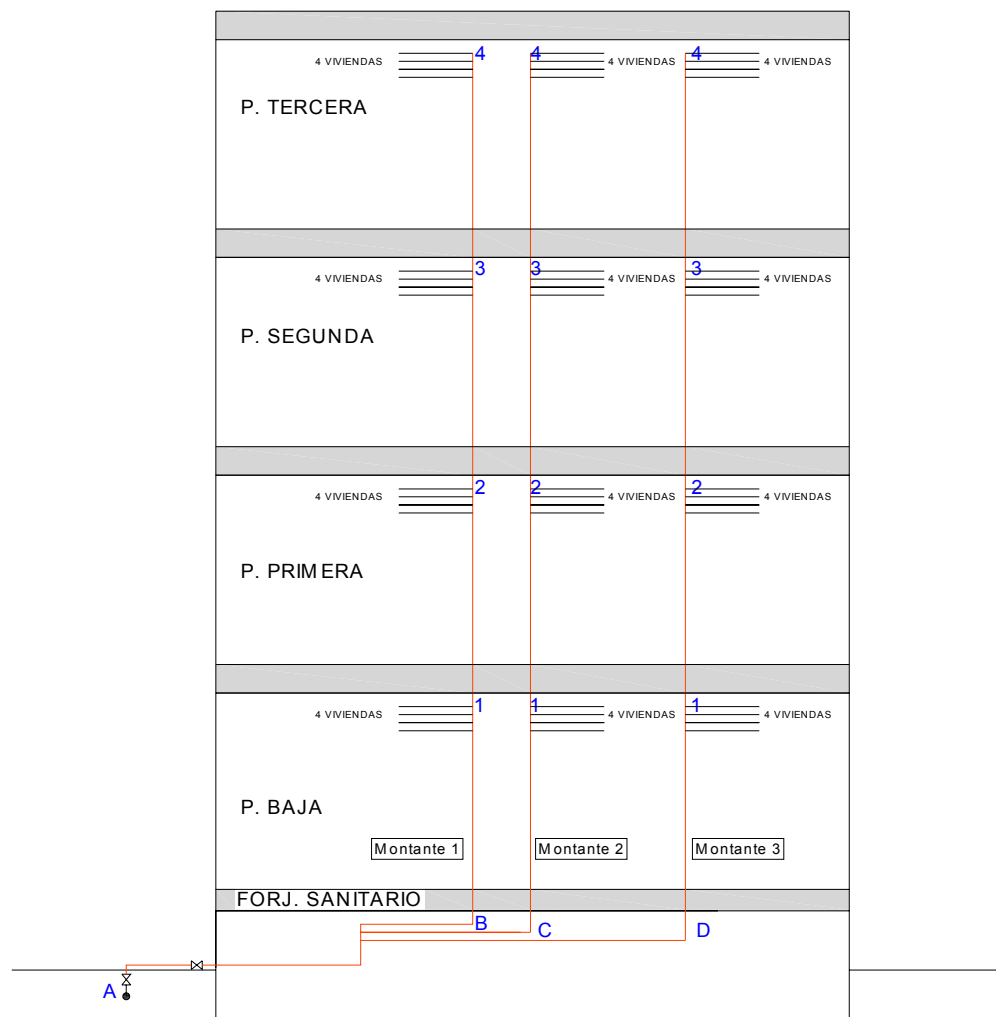 4 4 4
4 VIVIENDAS 4 VIVIENDAS 4 VIVIENDAS
P. TERCERA
3 3 3
4 VIVIENDAS 4 VIVIENDAS 4 VIVIENDAS
P. SEGUNDA
2 2 2
4 VIVIENDAS 4 VIVIENDAS 4 VIVIENDAS
P. PRIMERA
1 1 1
4 VIVIENDAS 4 VIVIENDAS 4 VIVIENDAS
P. BAJA
Montante 1 Montante 2 Montante 3
FORJ. SANITARIO
B C D
A